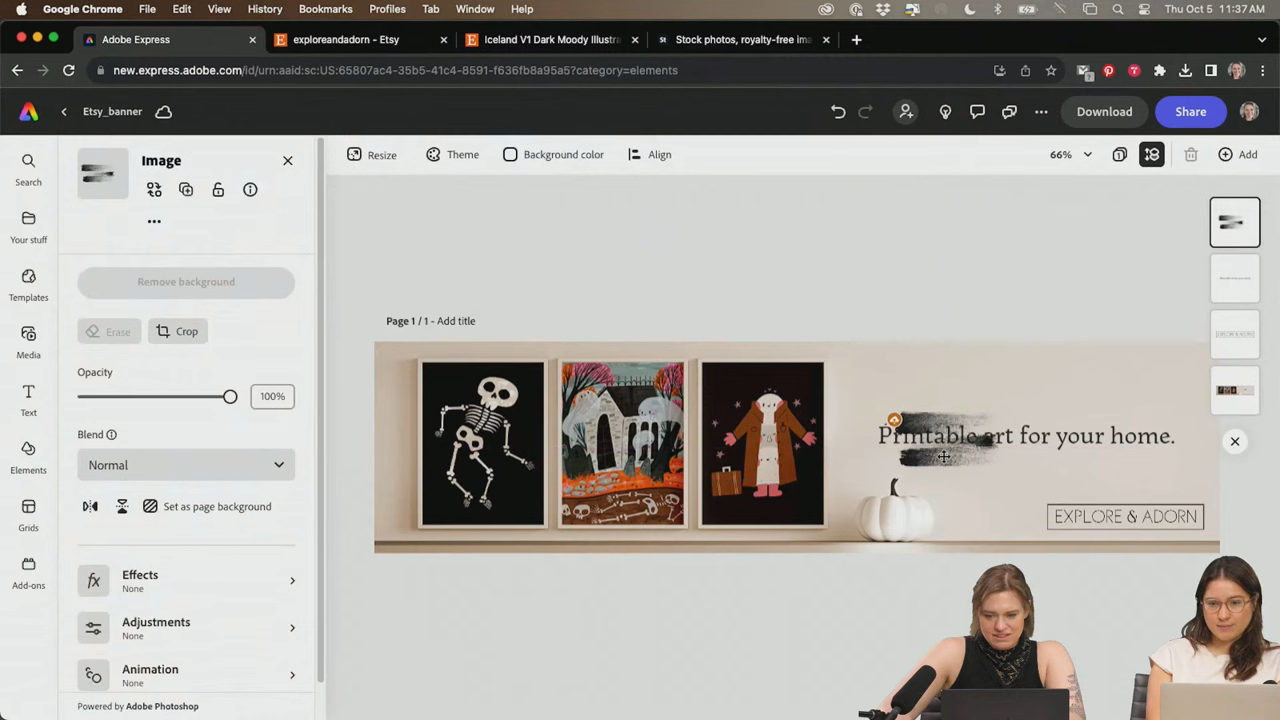 Google Chrome File Edit View History Bookmarks Profiles Tab Window Help Thu Oct 5 11:37 AM
Adobe Express exploreandadorn - Etsy Iceland V1 Dark Moody Illustra Stock photos, royalty-free ima
new.express.adobe.com/id/urn:aaid:sc:US:65807ac4-35b5-41c4-8591-f636fb8a95a5?category=elements
Etsy_banner Download Share
Image
Resize Theme Background color Align 66% Add
Search
Your stuff
Templates
Media
Text
Elements
Grids
Add-ons
Remove background
Erase Crop
Opacity
100%
Blend
Normal
Set as page background
fx Effects
None
Adjustments
None
Animation
None
Powered by Adobe Photoshop
Page 1 / 1 - Add title
Printable art for your home.
EXPLORE & ADORN